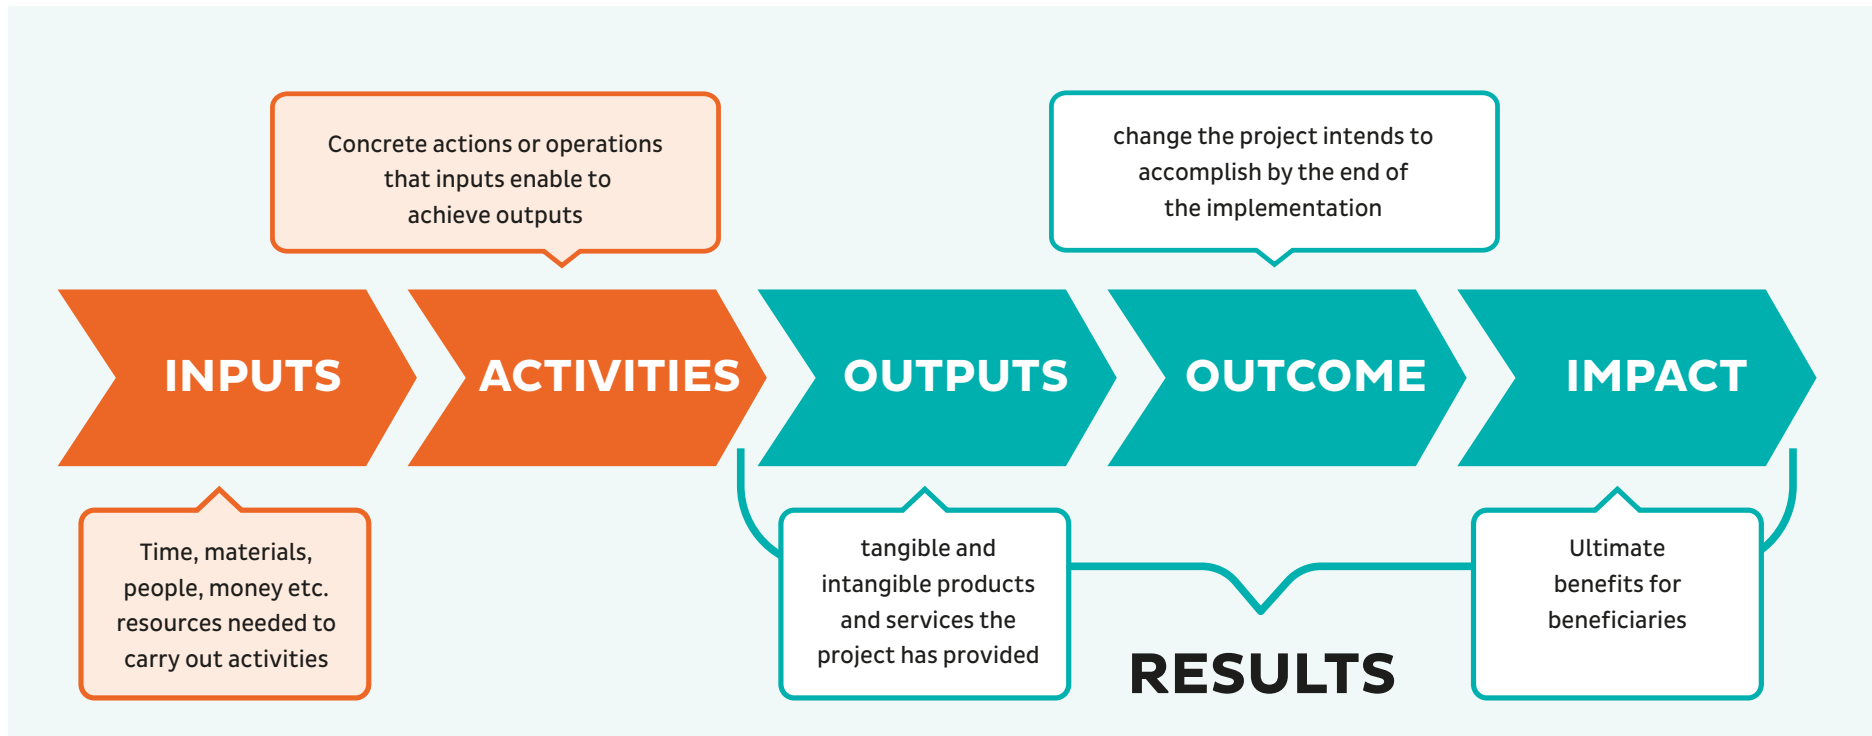 Concrete actions or operations
that inputs enable to
achieve outputs
change the project intends to
accomplish by the end of
the implementation
INPUTS
ACTIVITIES
OUTPUTS
OUTCOME
IMPACT
Time, materials,
people, money etc.
resources needed to
carry out activities
tangible and
intangible products
and services the
project has provided
Ultimate
benefits for
beneficiaries
RESULTS